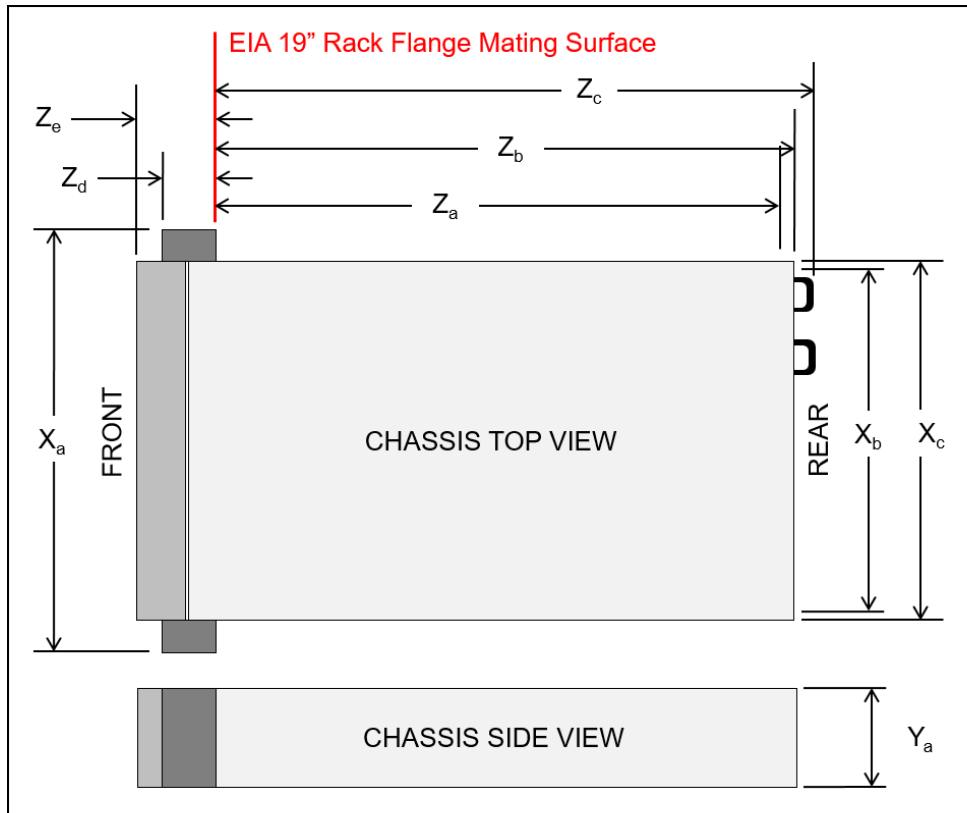 EIA 19” Rack Flange Mating Surface
Zc
Ze
Zb
Zd
Za
FRONT
Xa
CHASSIS TOP VIEW
REAR
Xb
Xc
CHASSIS SIDE VIEW
Ya